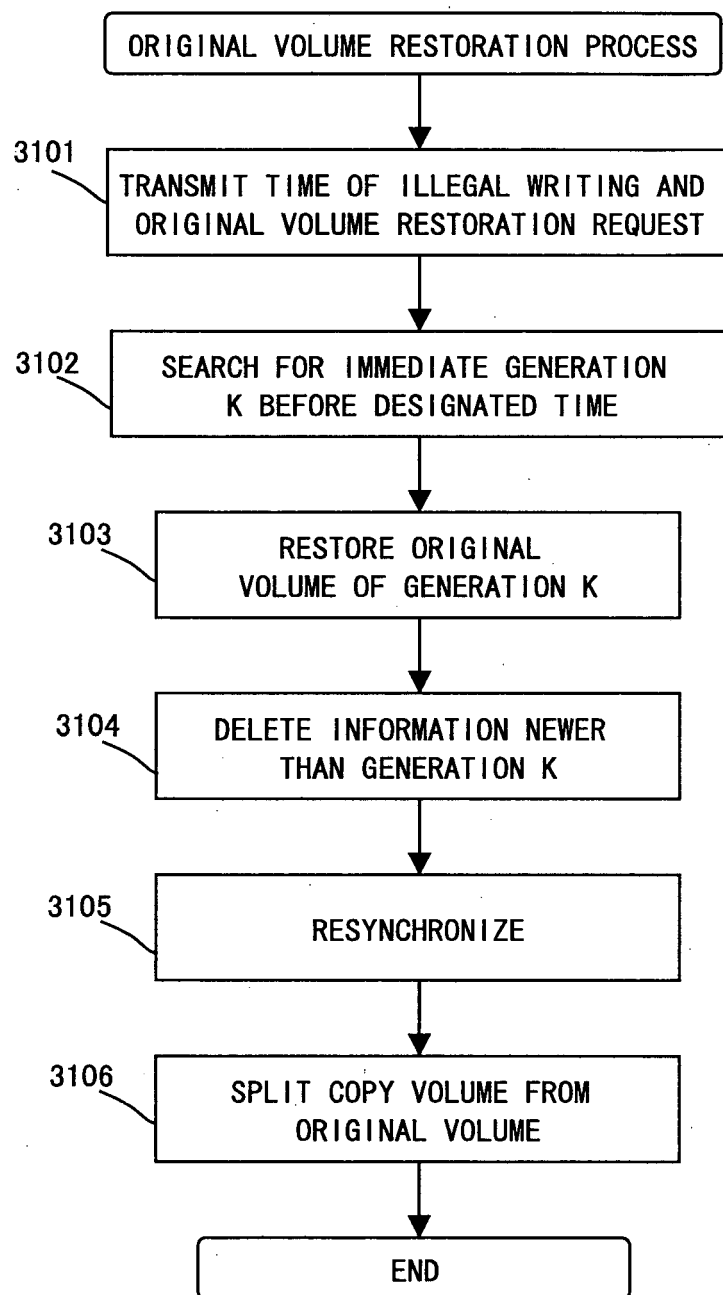 ORIGINAL VOLUME RESTORATION PROCESS
3101
TRANSMIT TIME OF ILLEGAL WRITING AND
ORIGINAL VOLUME RESTORATION REQUEST
3102
SEARCH FOR IMMEDIATE GENERATION
K BEFORE DESIGNATED TIME
3103
RESTORE ORIGINAL
VOLUME OF GENERATION K
3104
DELETE INFORMATION NEWER
THAN GENERATION K
3105
RESYNCHRONIZE
3106
SPLIT COPY VOLUME FROM
ORIGINAL VOLUME
END